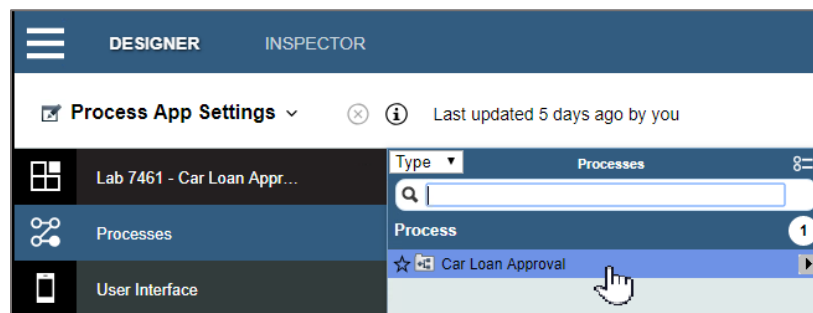 DESIGNER INSPECTOR
Process App Settings Last updated 5 days ago by you
Lab 7461 - Car Loan Appr...
Type Processes
Processes
Process 1
Car Loan Approval
User Interface